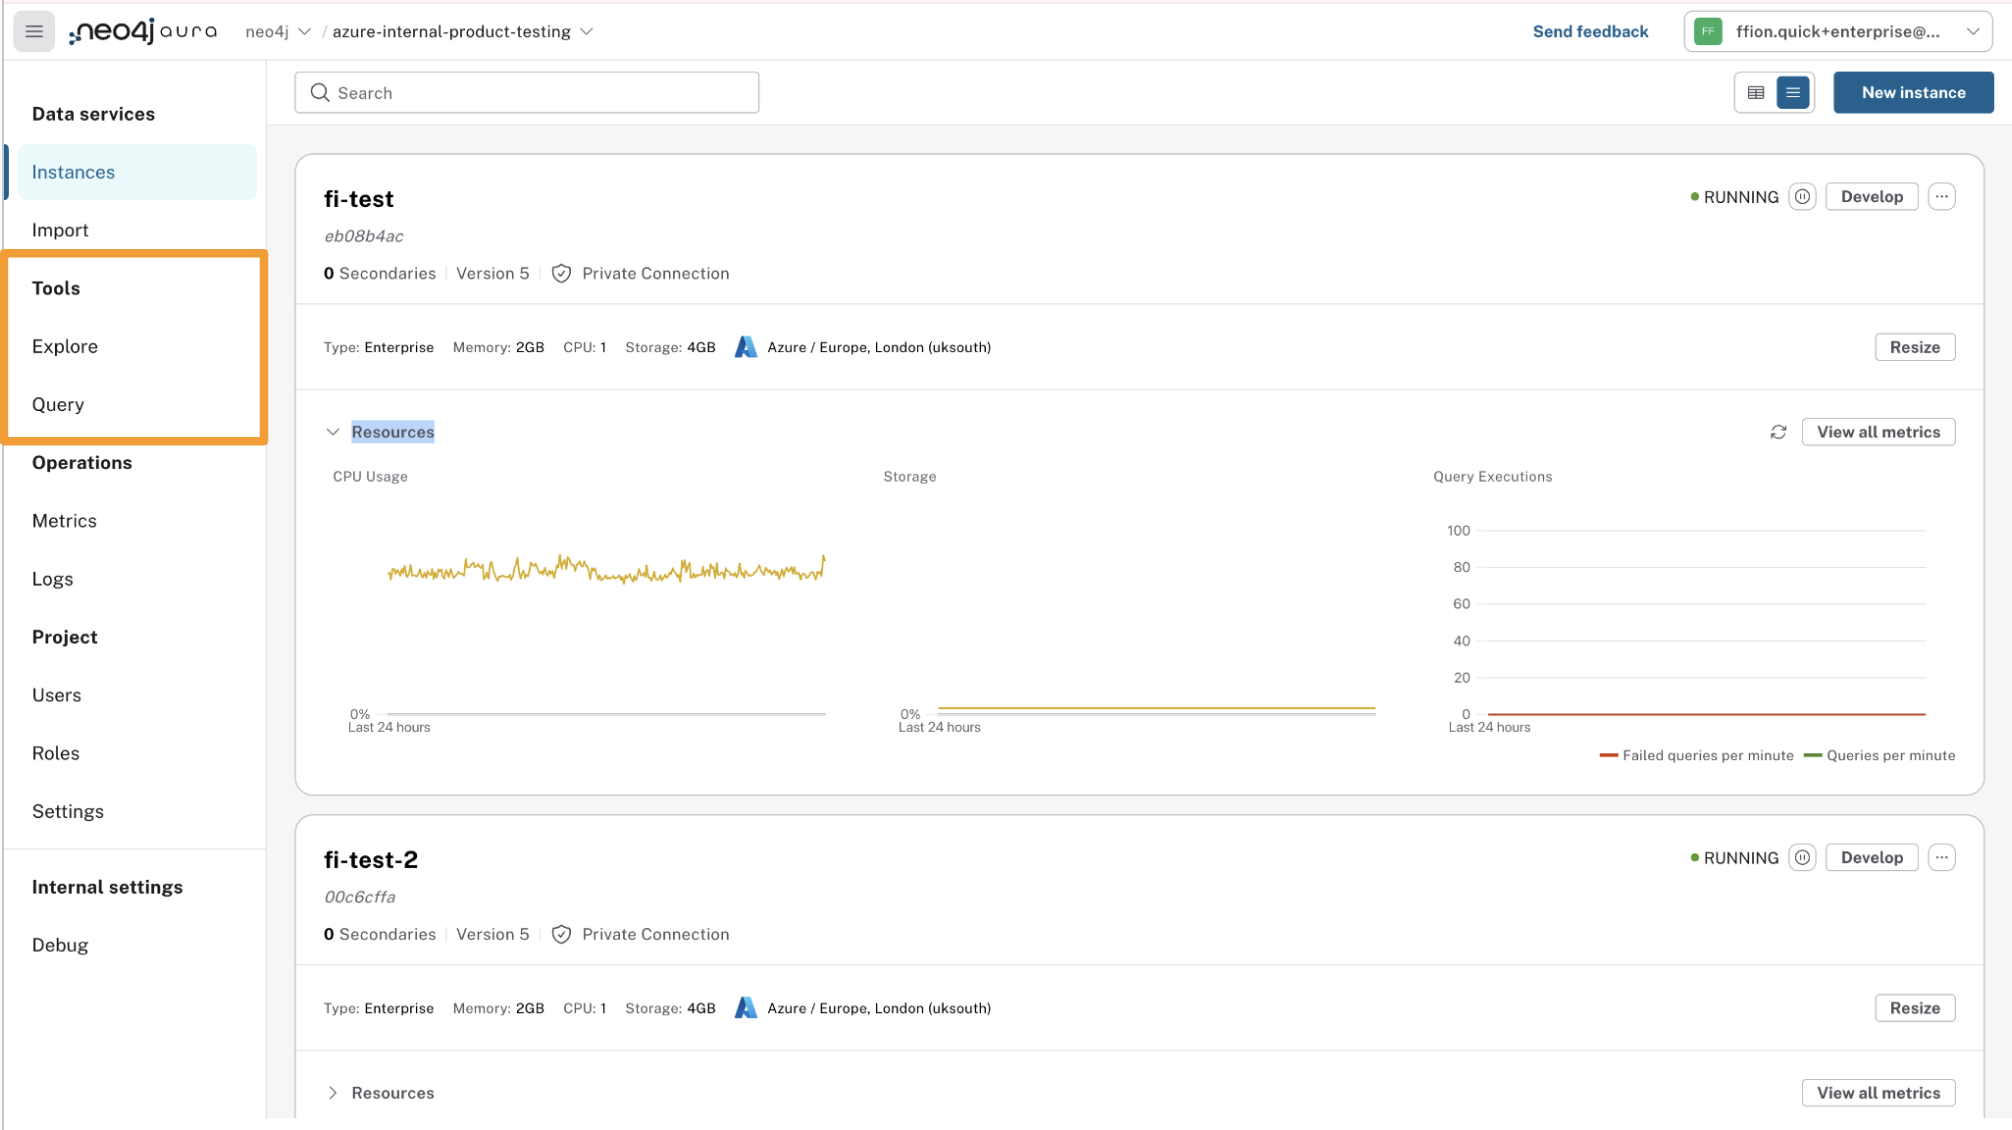 neo4j aura neo4j / azure-internal-product-testing Send feedback FF ffion.quick+enterprise@...
Search New instance
Data services
Instances
Import
Tools
Explore
Query
Operations
Metrics
Logs
Project
Users
Roles
Settings
Internal settings
Debug
fi-test RUNNING Develop ...
eb08b4ac
0 Secondaries Version 5 Private Connection
Type: Enterprise Memory: 2GB CPU: 1 Storage: 4GB Azure / Europe, London (uksouth) Resize
Resources View all metrics
CPU Usage
0%
Last 24 hours
Storage
0%
Last 24 hours
Query Executions
100
80
60
40
20
0
Last 24 hours
Failed queries per minute Queries per minute
fi-test-2 RUNNING Develop ...
00c6cffa
0 Secondaries Version 5 Private Connection
Type: Enterprise Memory: 2GB CPU: 1 Storage: 4GB Azure / Europe, London (uksouth) Resize
Resources View all metrics